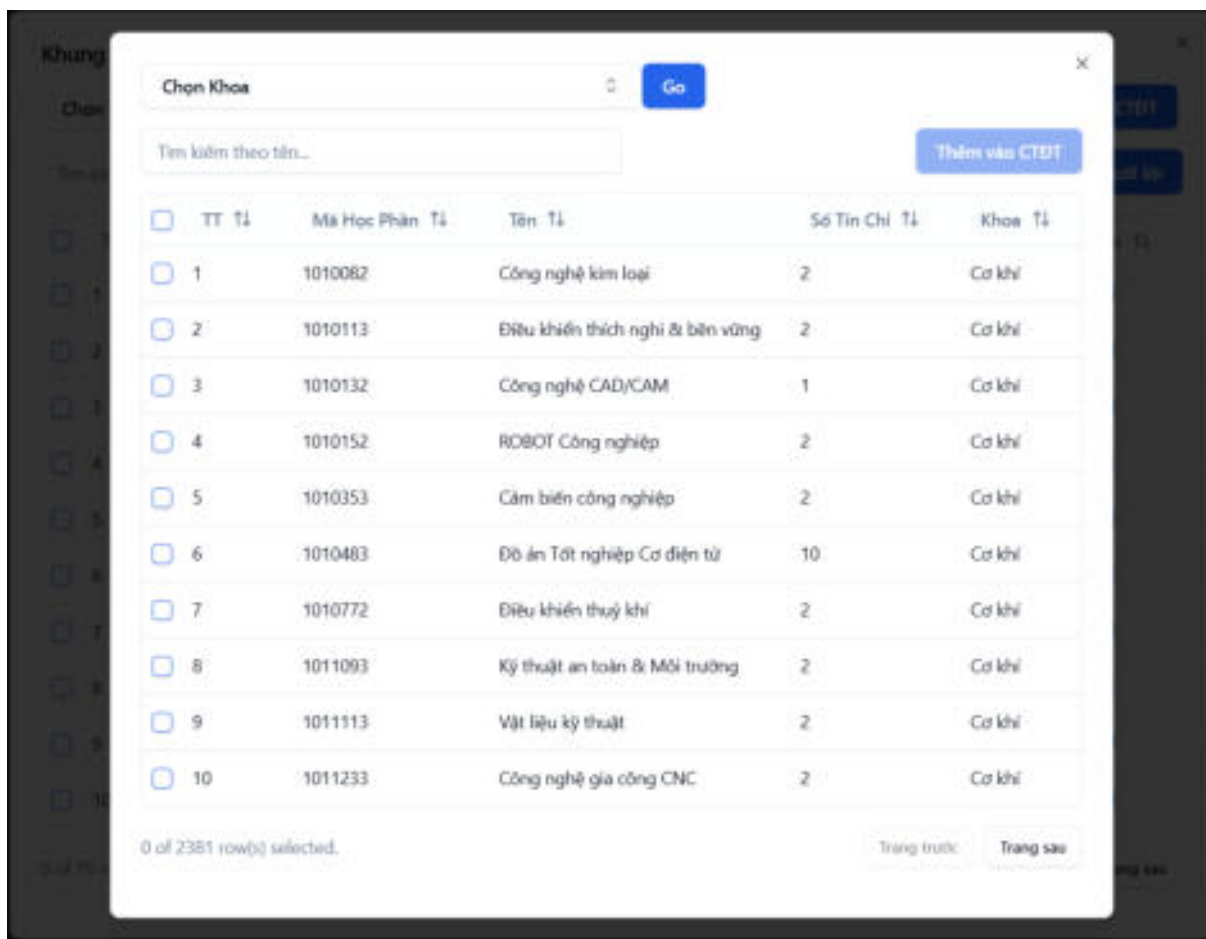 Khung
Chọn Khoa
Go
Tìm kiếm theo tên...
Thêm vào CTĐT
TT Mã Học Phần Tên Số Tín Chỉ Khoa
1 1010082 Công nghệ kim loại 2 Cơ khí
2 1010113 Điều khiển thích nghi & bền vững 2 Cơ khí
3 1010132 Công nghệ CAD/CAM 1 Cơ khí
4 1010152 ROBOT Công nghiệp 2 Cơ khí
5 1010353 Cảm biến công nghiệp 2 Cơ khí
6 1010483 Đồ án Tốt nghiệp Cơ điện tử 10 Cơ khí
7 1010772 Điều khiển thuỷ khí 2 Cơ khí
8 1011093 Kỹ thuật an toàn & Môi trường 2 Cơ khí
9 1011113 Vật liệu kỹ thuật 2 Cơ khí
10 1011233 Công nghệ gia công CNC 2 Cơ khí
0 of 2381 row(s) selected.
Trang trước Trang sau